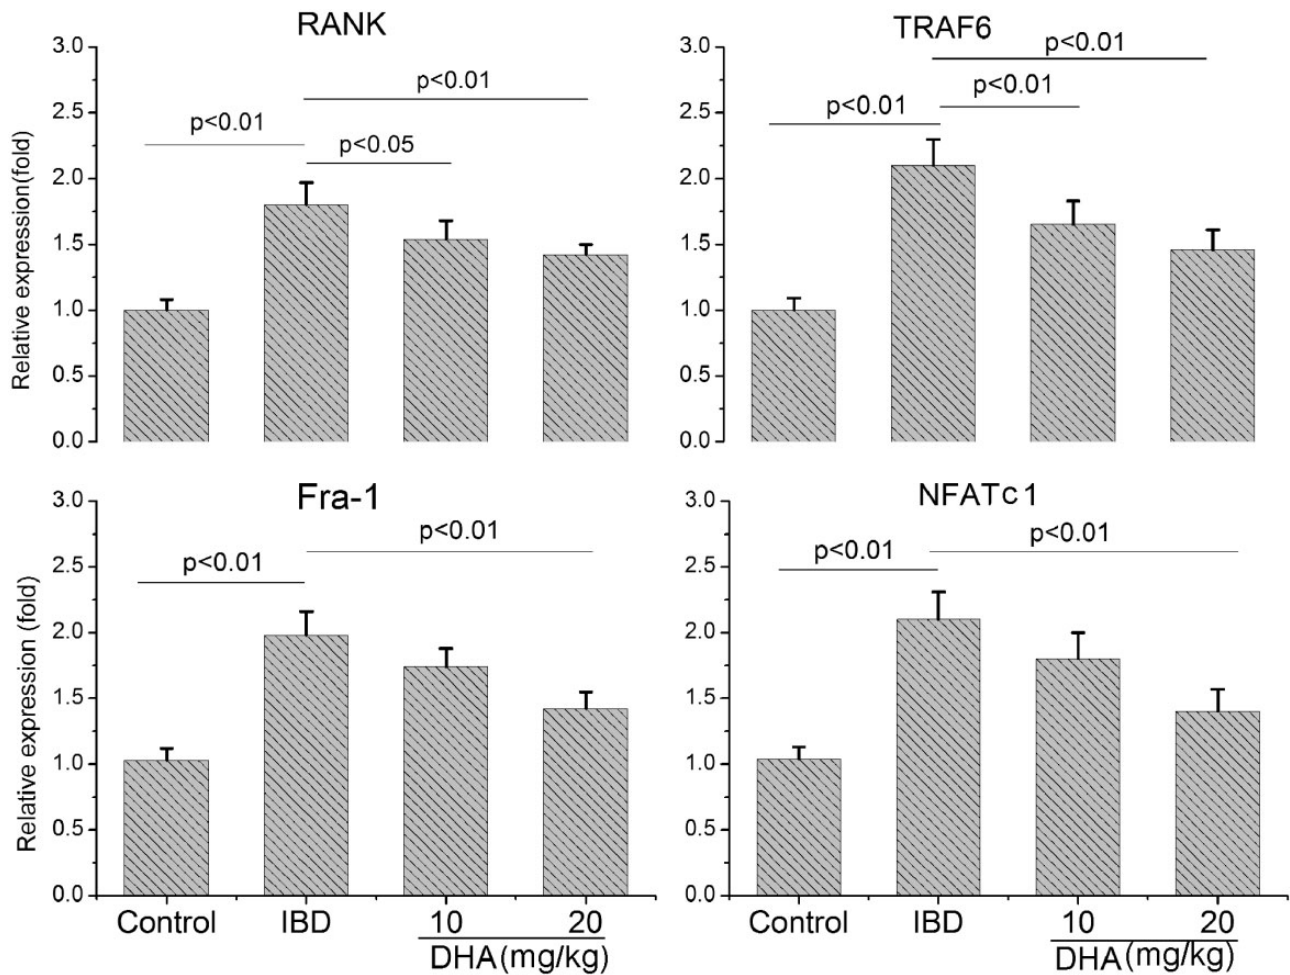 RANK
Relative expression(fold)
3.0
2.5
2.0
1.5
1.0
0.5
0.0
p<0.01
p<0.01
p<0.05
TRAF6
3.0
2.5
2.0
1.5
1.0
0.5
0.0
p<0.01
p<0.01
p<0.01
Fra-1
Relative expression (fold)
3.0
2.5
2.0
1.5
1.0
0.5
0.0
p<0.01
p<0.01
Control IBD 10 20
DHA(mg/kg)
NFATc1
3.0
2.5
2.0
1.5
1.0
0.5
0.0
p<0.01
p<0.01
Control IBD 10 20
DHA(mg/kg)